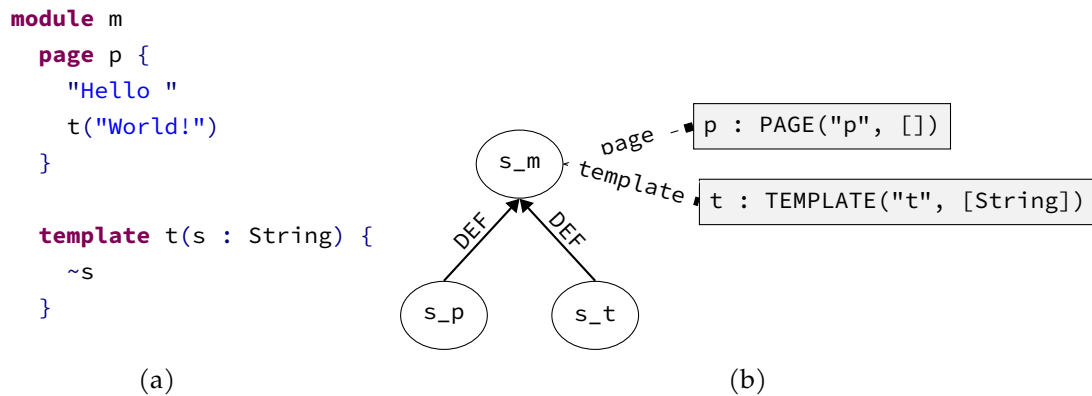 module m
  page p {
    "Hello "
    t("World!")
  }

  template t(s : String) {
    ~s
  }
(a)
s_m
page
p : PAGE("p", [])
template
t : TEMPLATE("t", [String])
DEF
DEF
s_p
s_t
(b)